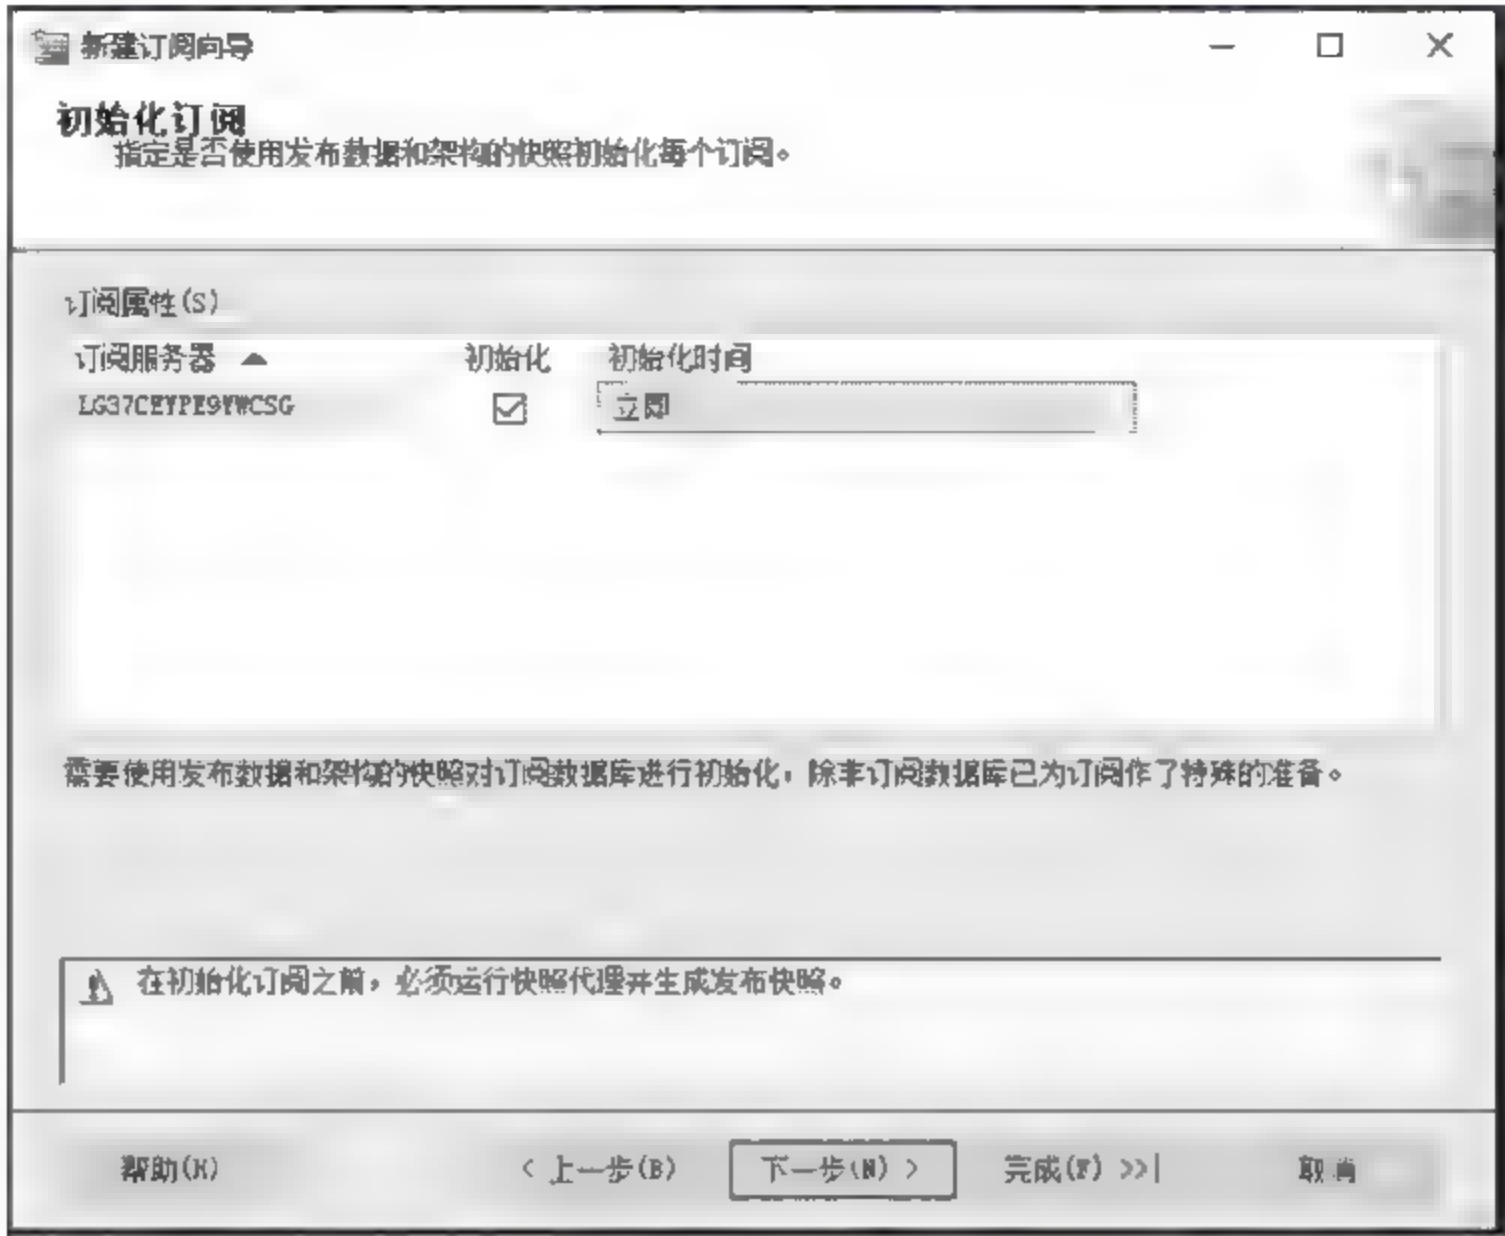 新建订阅向导
初始化订阅
指定是否使用发布数据和架构的快照初始化每个订阅。
订阅属性(S)
订阅服务器 初始化 初始化时间
LG37CEYPE9YWCSG 立即
需要使用发布数据和架构的快照对订阅数据库进行初始化，除非订阅数据库已为订阅作了特殊的准备。
在初始化订阅之前，必须运行快照代理并生成发布快照。
帮助(H) < 上一步(B) 下一步(N) > 完成(F) >>| 取消